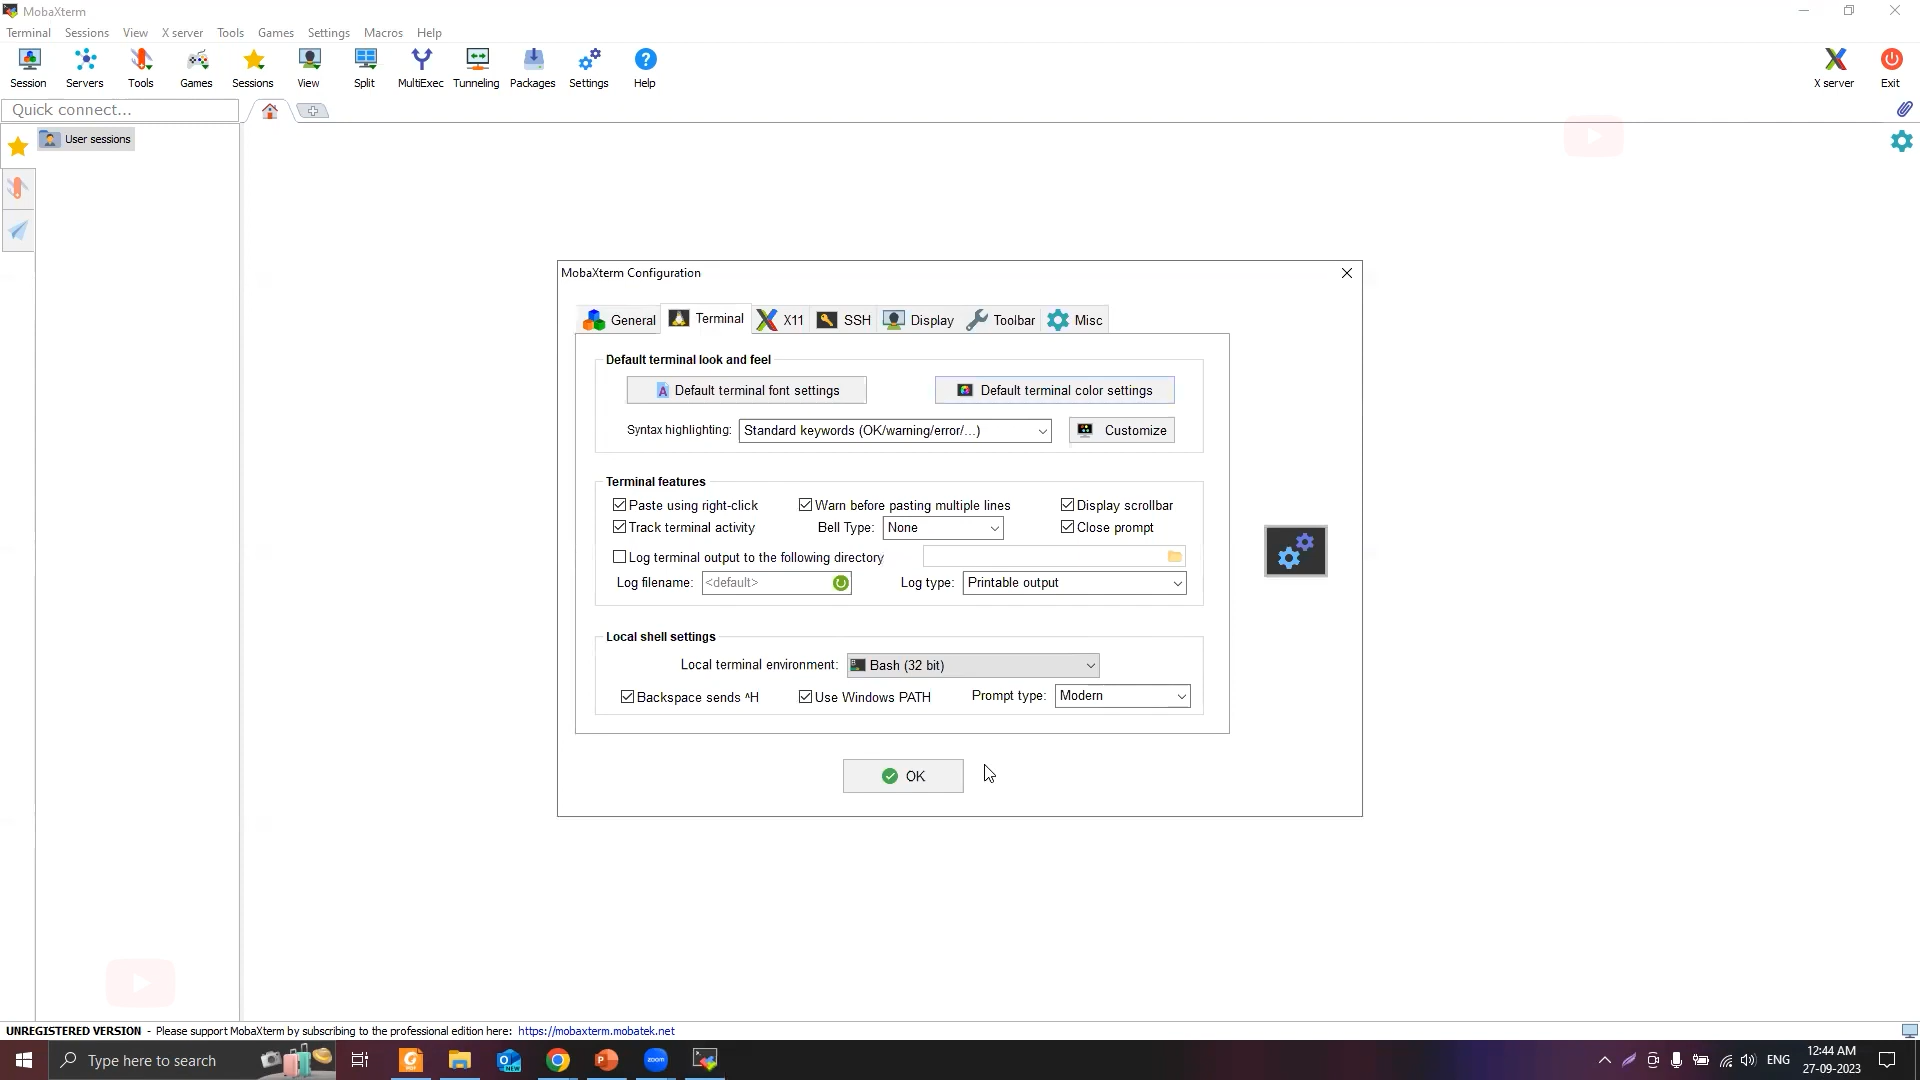 MobaXterm
Terminal Sessions View X server Tools Games Settings Macros Help
Session Servers Tools Games Sessions View Split MultiExec Tunneling Packages Settings Help X server Exit
Quick connect...
User sessions
MobaXterm Configuration
General Terminal X11 SSH Display Toolbar Misc
Default terminal look and feel
Default terminal font settings Default terminal color settings
Syntax highlighting: Standard keywords (OK/warning/error/...) Customize
Terminal features
Paste using right-click Warn before pasting multiple lines Display scrollbar
Track terminal activity Bell Type: None Close prompt
Log terminal output to the following directory
Log filename: <default> Log type: Printable output
Local shell settings
Local terminal environment: Bash (32 bit)
Backspace sends ^H Use Windows PATH Prompt type: Modern
OK
UNREGISTERED VERSION - Please support MobaXterm by subscribing to the professional edition here: https://mobaxterm.mobatek.net
Type here to search
zoom
ENG
12:44 AM
27-09-2023